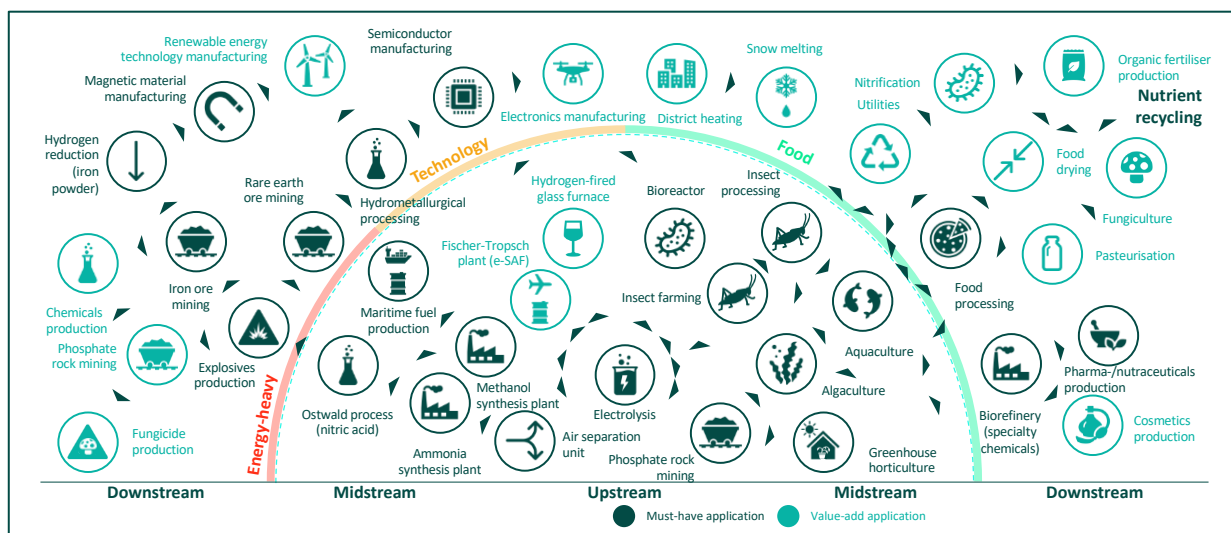 Renewable energy
technology manufacturing
Magnetic material
manufacturing
Hydrogen
reduction
(iron
powder)
Semiconductor
manufacturing
Electronics manufacturing
District heating
Snow melting
Nitrification
Utilities
Organic fertiliser
production
Nutrient
recycling
Food
drying
Fungiculture
Pasteurisation
Technology
Food
Energy-heavy
Rare earth
ore mining
Hydrometallurgical
processing
Hydrogen-fired
glass furnace
Fischer-Tropsch
plant (e-SAF)
Bioreactor
Insect
processing
Insect farming
Food
processing
Iron ore
mining
Chemicals
production
Phosphate
rock mining
Explosives
production
Fungicide
production
Maritime fuel
production
Ostwald process
(nitric acid)
Methanol
synthesis plant
Ammonia
synthesis plant
Air separation
unit
Electrolysis
Aquaculture
Algaculture
Phosphate rock
mining
Greenhouse
horticulture
Biorefinery
(specialty
chemicals)
Pharma-/nutraceuticals
production
Cosmetics
production
Downstream
Midstream
Upstream
Midstream
Downstream
Must-have application
Value-add application